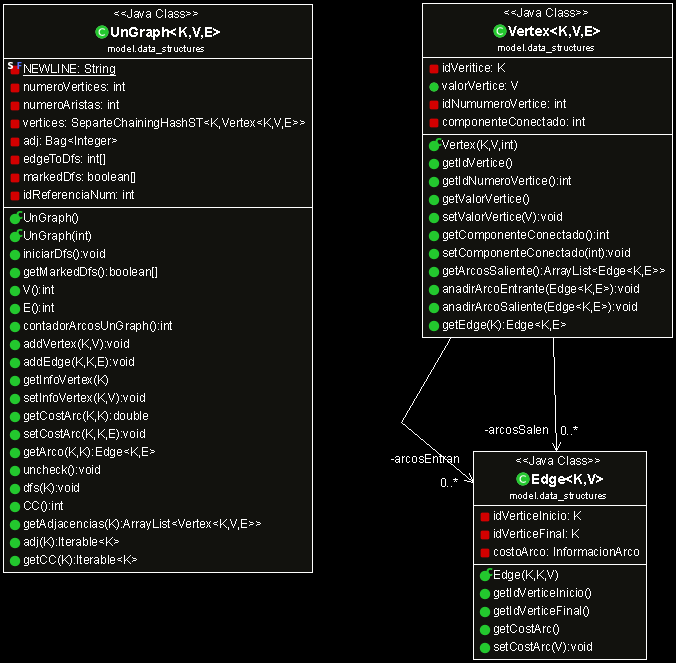 <<Java Class>>
UnGraph<K,V,E>
model.data_structures
NEWLINE: String
numeroVertices: int
numeroAristas: int
vertices: SeparteChainingHashST<K,Vertex<K,V,E>>
adj: Bag<Integer>
edgeToDfs: int[]
markedDfs: boolean[]
idReferenciaNum: int
UnGraph()
UnGraph(int)
iniciarDfs():void
getMarkedDfs():boolean[]
V():int
E():int
contadorArcosUnGraph():int
addVertex(K,V):void
addEdge(K,K,E):void
getInfoVertex(K)
setInfoVertex(K,V):void
getCostArc(K,K):double
setCostArc(K,K,E):void
getArco(K,K):Edge<K,E>
uncheck():void
dfs(K):void
CC():int
getAdjacencias(K):ArrayList<Vertex<K,V,E>>
adj(K):Iterable<K>
getCC(K):Iterable<K>
<<Java Class>>
Vertex<K,V,E>
model.data_structures
idVeritice: K
valorVertice: V
idNumumeroVertice: int
componenteConectado: int
Vertex(K,V,int)
getIdVertice()
getIdNumeroVertice():int
getValorVertice()
setValorVertice(V):void
getComponenteConectado():int
setComponenteConectado(int):void
getArcosSaliente():ArrayList<Edge<K,E>>
anadirArcoEntrante(Edge<K,E>):void
anadirArcoSaliente(Edge<K,E>):void
getEdge(K):Edge<K,E>
-arcosSalen 0..*
-arcosEntran
0..*
<<Java Class>>
Edge<K,V>
model.data_structures
idVerticeInicio: K
idVerticeFinal: K
costoArco: InformacionArco
Edge(K,K,V)
getIdVerticeInicio()
getIdVerticeFinal()
getCostArc()
setCostArc(V):void